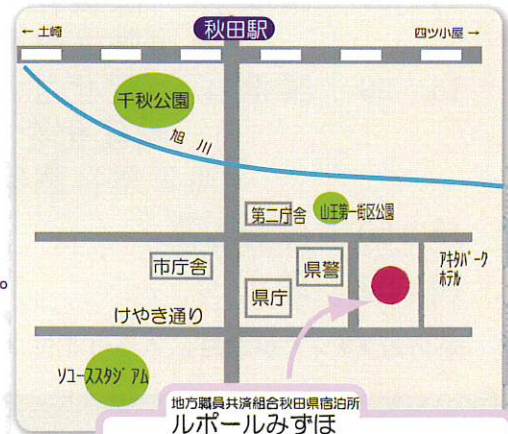 ← 土崎
秋田駅
四ツ小屋 →
千秋公園
旭川
第二庁舎
山王第一街区公園
市庁舎
県警
アキタパーク
ホテル
県庁
けやき通り
ソユースタジアム
地方職員共済組合秋田県宿泊所
ルポールみずほ
。